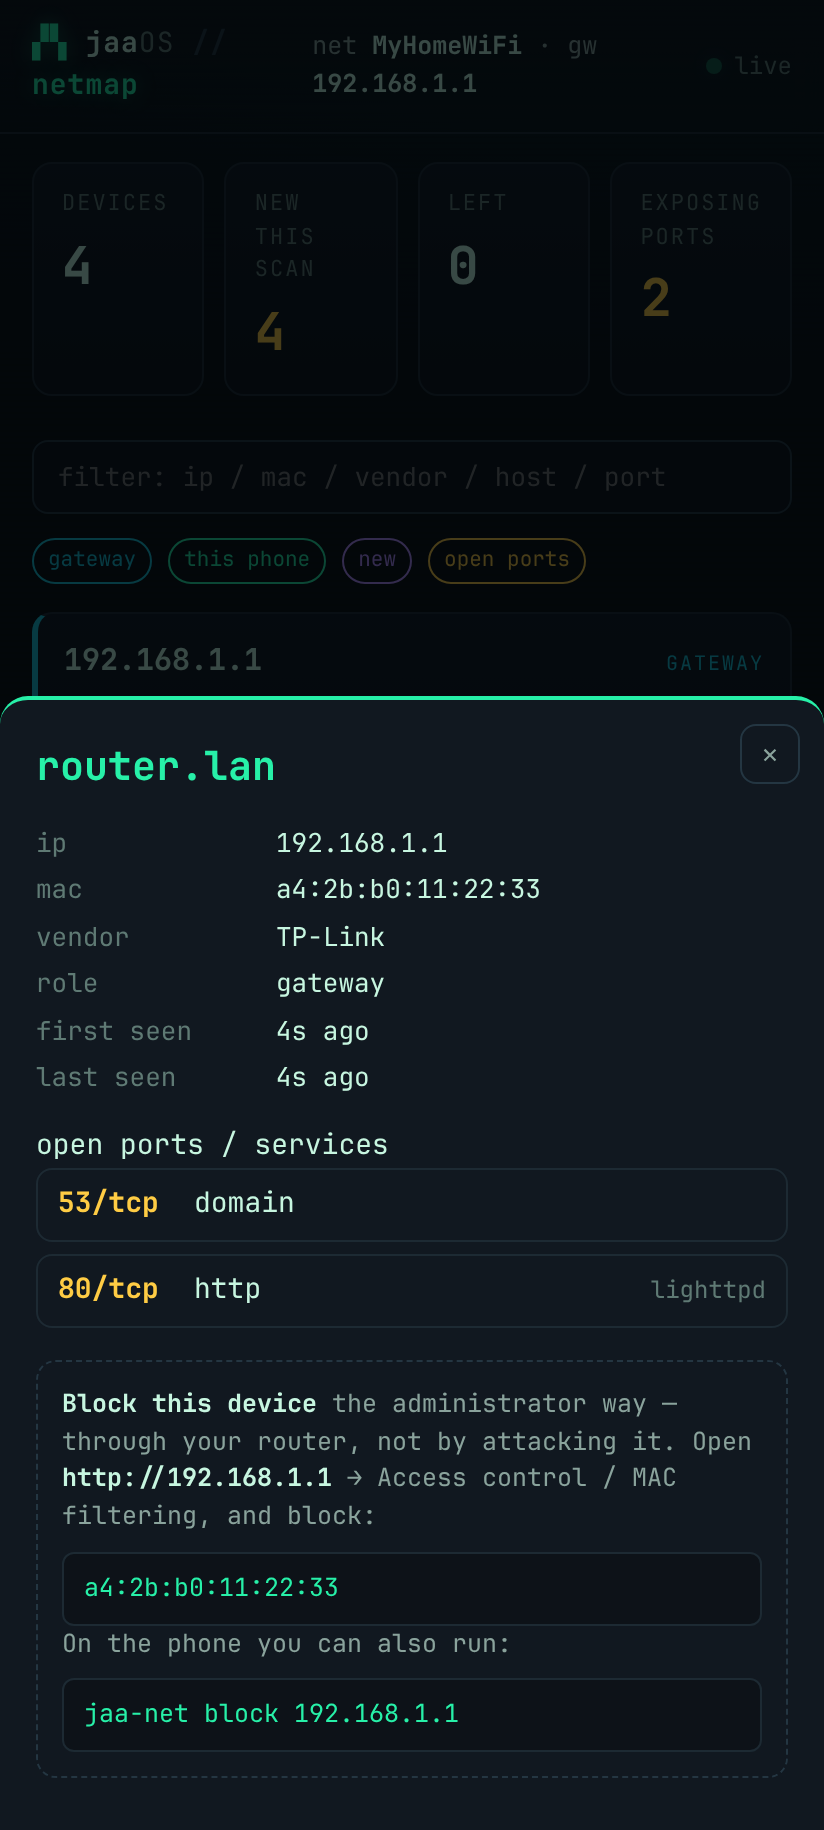 jaaOS //
netmap
net MyHomeWiFi · gw
192.168.1.1
live
DEVICES
4
NEW
THIS
SCAN
4
LEFT
0
EXPOSING
PORTS
2
filter: ip / mac / vendor / host / port
gateway
this phone
new
open ports
192.168.1.1
GATEWAY
router.lan
×
ip 192.168.1.1
mac a4:2b:b0:11:22:33
vendor TP-Link
role gateway
first seen 4s ago
last seen 4s ago
open ports / services
53/tcp domain
80/tcp http lighttpd
Block this device the administrator way —
through your router, not by attacking it. Open
http://192.168.1.1 → Access control / MAC
filtering, and block:
a4:2b:b0:11:22:33
On the phone you can also run:
jaa-net block 192.168.1.1